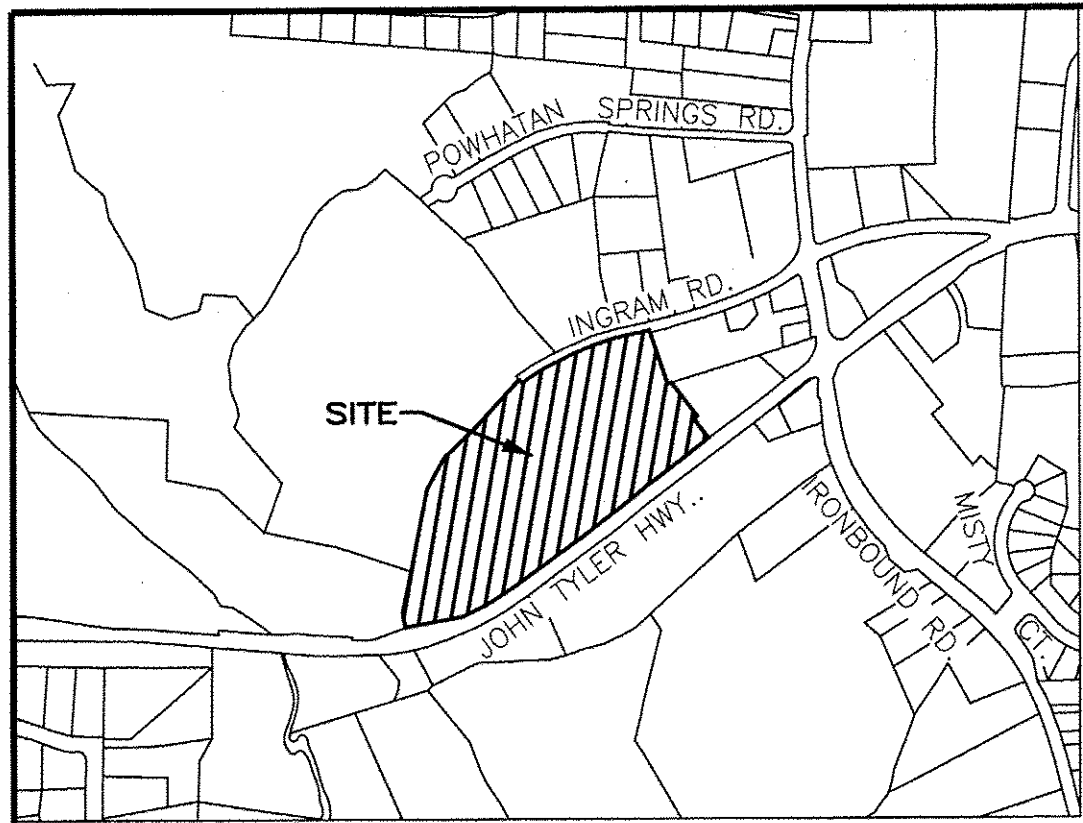 POWHATAN SPRINGS RD.
INGRAM RD.
SITE
JOHN TYLER HWY..
IRONBOUND RD.
MISTY CT.